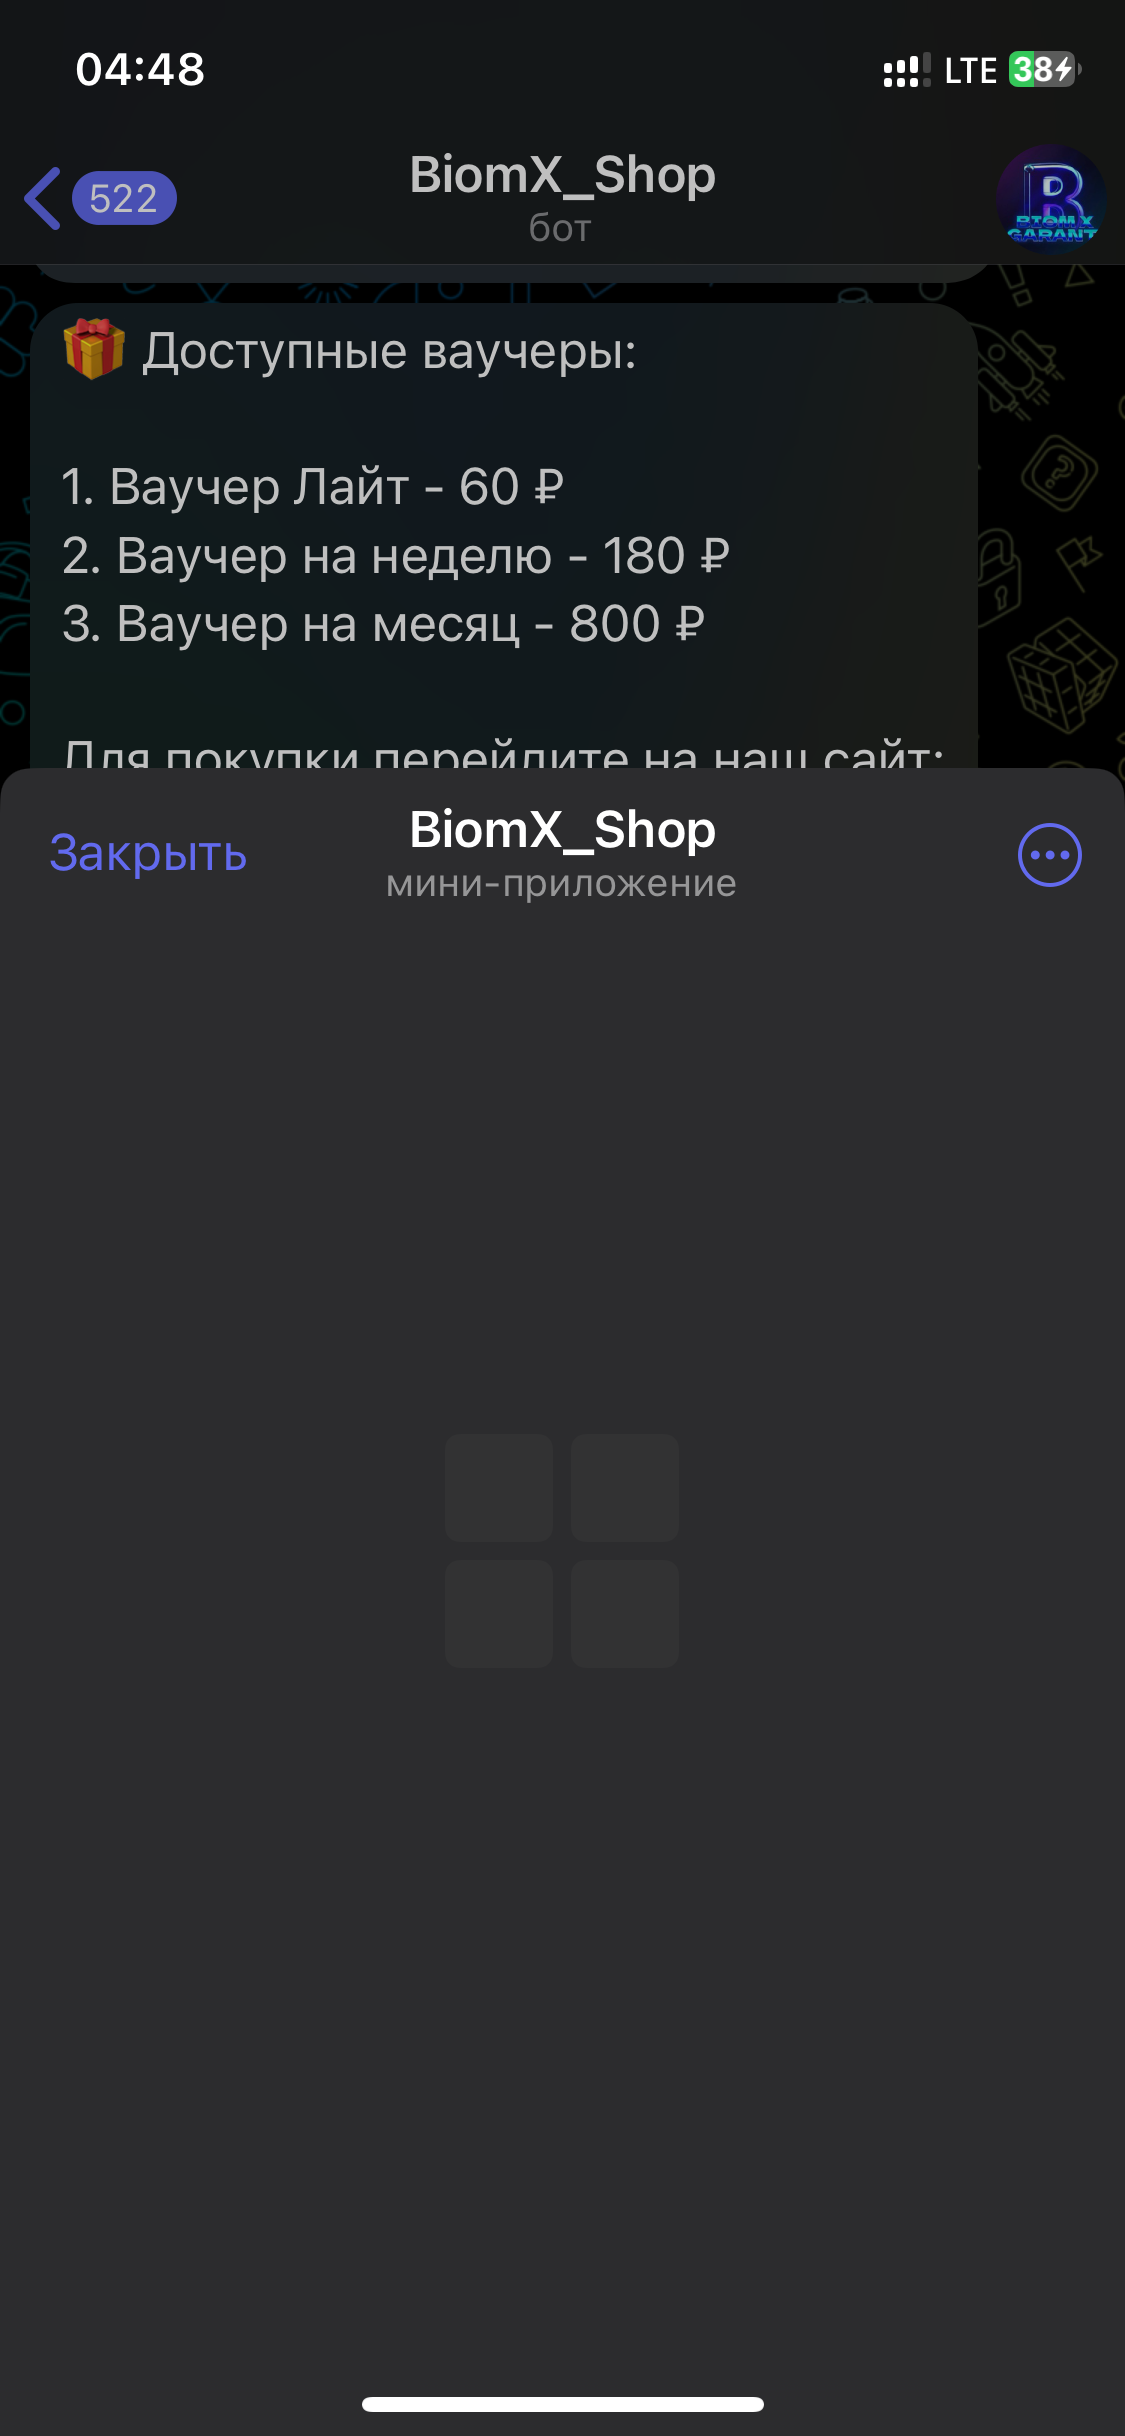 04:48
LTE 38
522
BiomX_Shop
бот
BIOM X
GARANT
Доступные ваучеры:
1. Ваучер Лайт - 60 ₽
2. Ваучер на неделю - 180 ₽
3. Ваучер на месяц - 800 ₽
Для покупки перейдите на наш сайт:
Закрыть
BiomX_Shop
мини-приложение